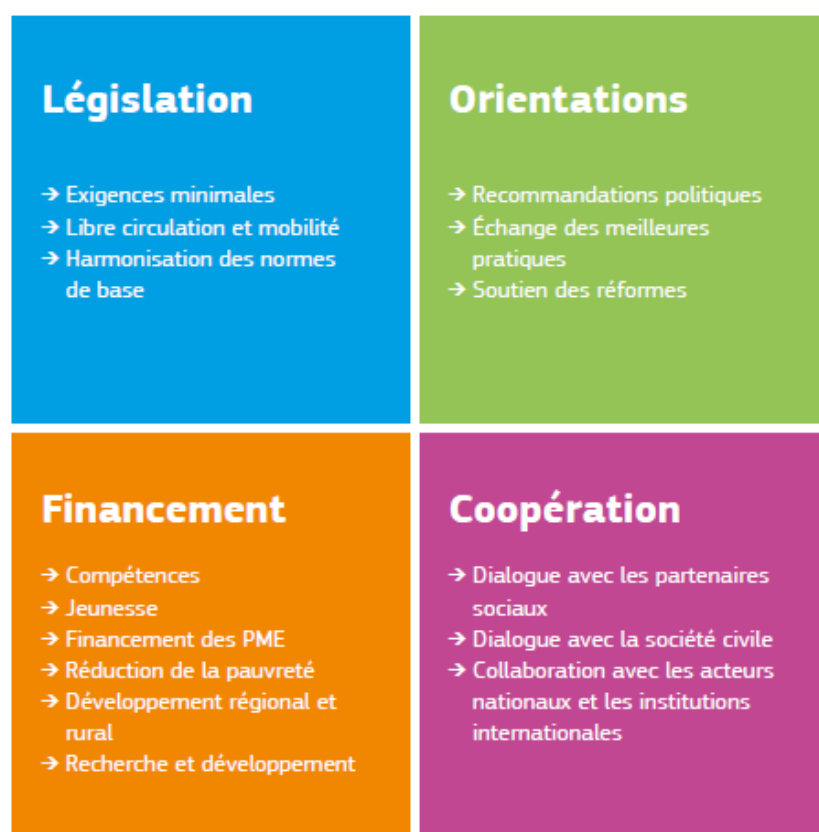 Législation
→ Exigences minimales
→ Libre circulation et mobilité
→ Harmonisation des normes
de base
Orientations
→ Recommandations politiques
→ Échange des meilleures
pratiques
→ Soutien des réformes
Financement
→ Compétences
→ Jeunesse
→ Financement des PME
→ Réduction de la pauvreté
→ Développement régional et
rural
→ Recherche et développement
Coopération
→ Dialogue avec les partenaires
sociaux
→ Dialogue avec la société civile
→ Collaboration avec les acteurs
nationaux et les institutions
internationales